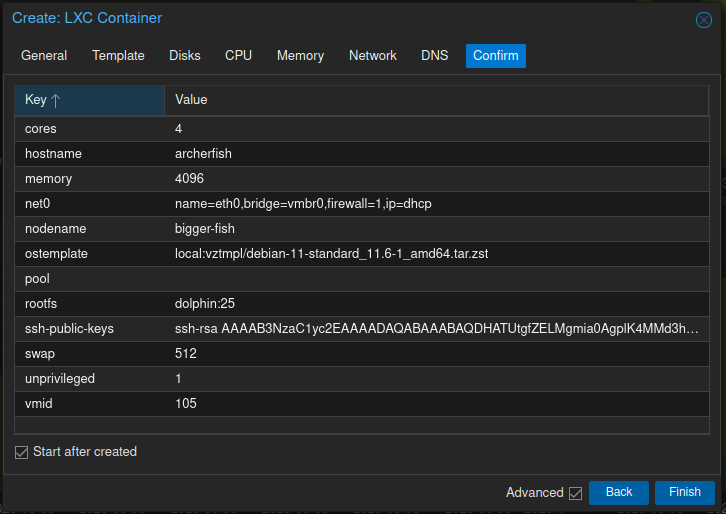 Create: LXC Container
General Template Disks CPU Memory Network DNS Confirm
Key Value
cores 4
hostname archerfish
memory 4096
net0 name=eth0,bridge=vmbr0,firewall=1,ip=dhcp
nodename bigger-fish
ostemplate local:vztmpl/debian-11-standard_11.6-1_amd64.tar.zst
pool
rootfs dolphin:25
ssh-public-keys ssh-rsa AAAAB3NzaC1yc2EAAAADAQABAAABAQDHATUtgfZELMgmia0AgplK4MMd3h...
swap 512
unprivileged 1
vmid 105
Start after created
Advanced Back Finish